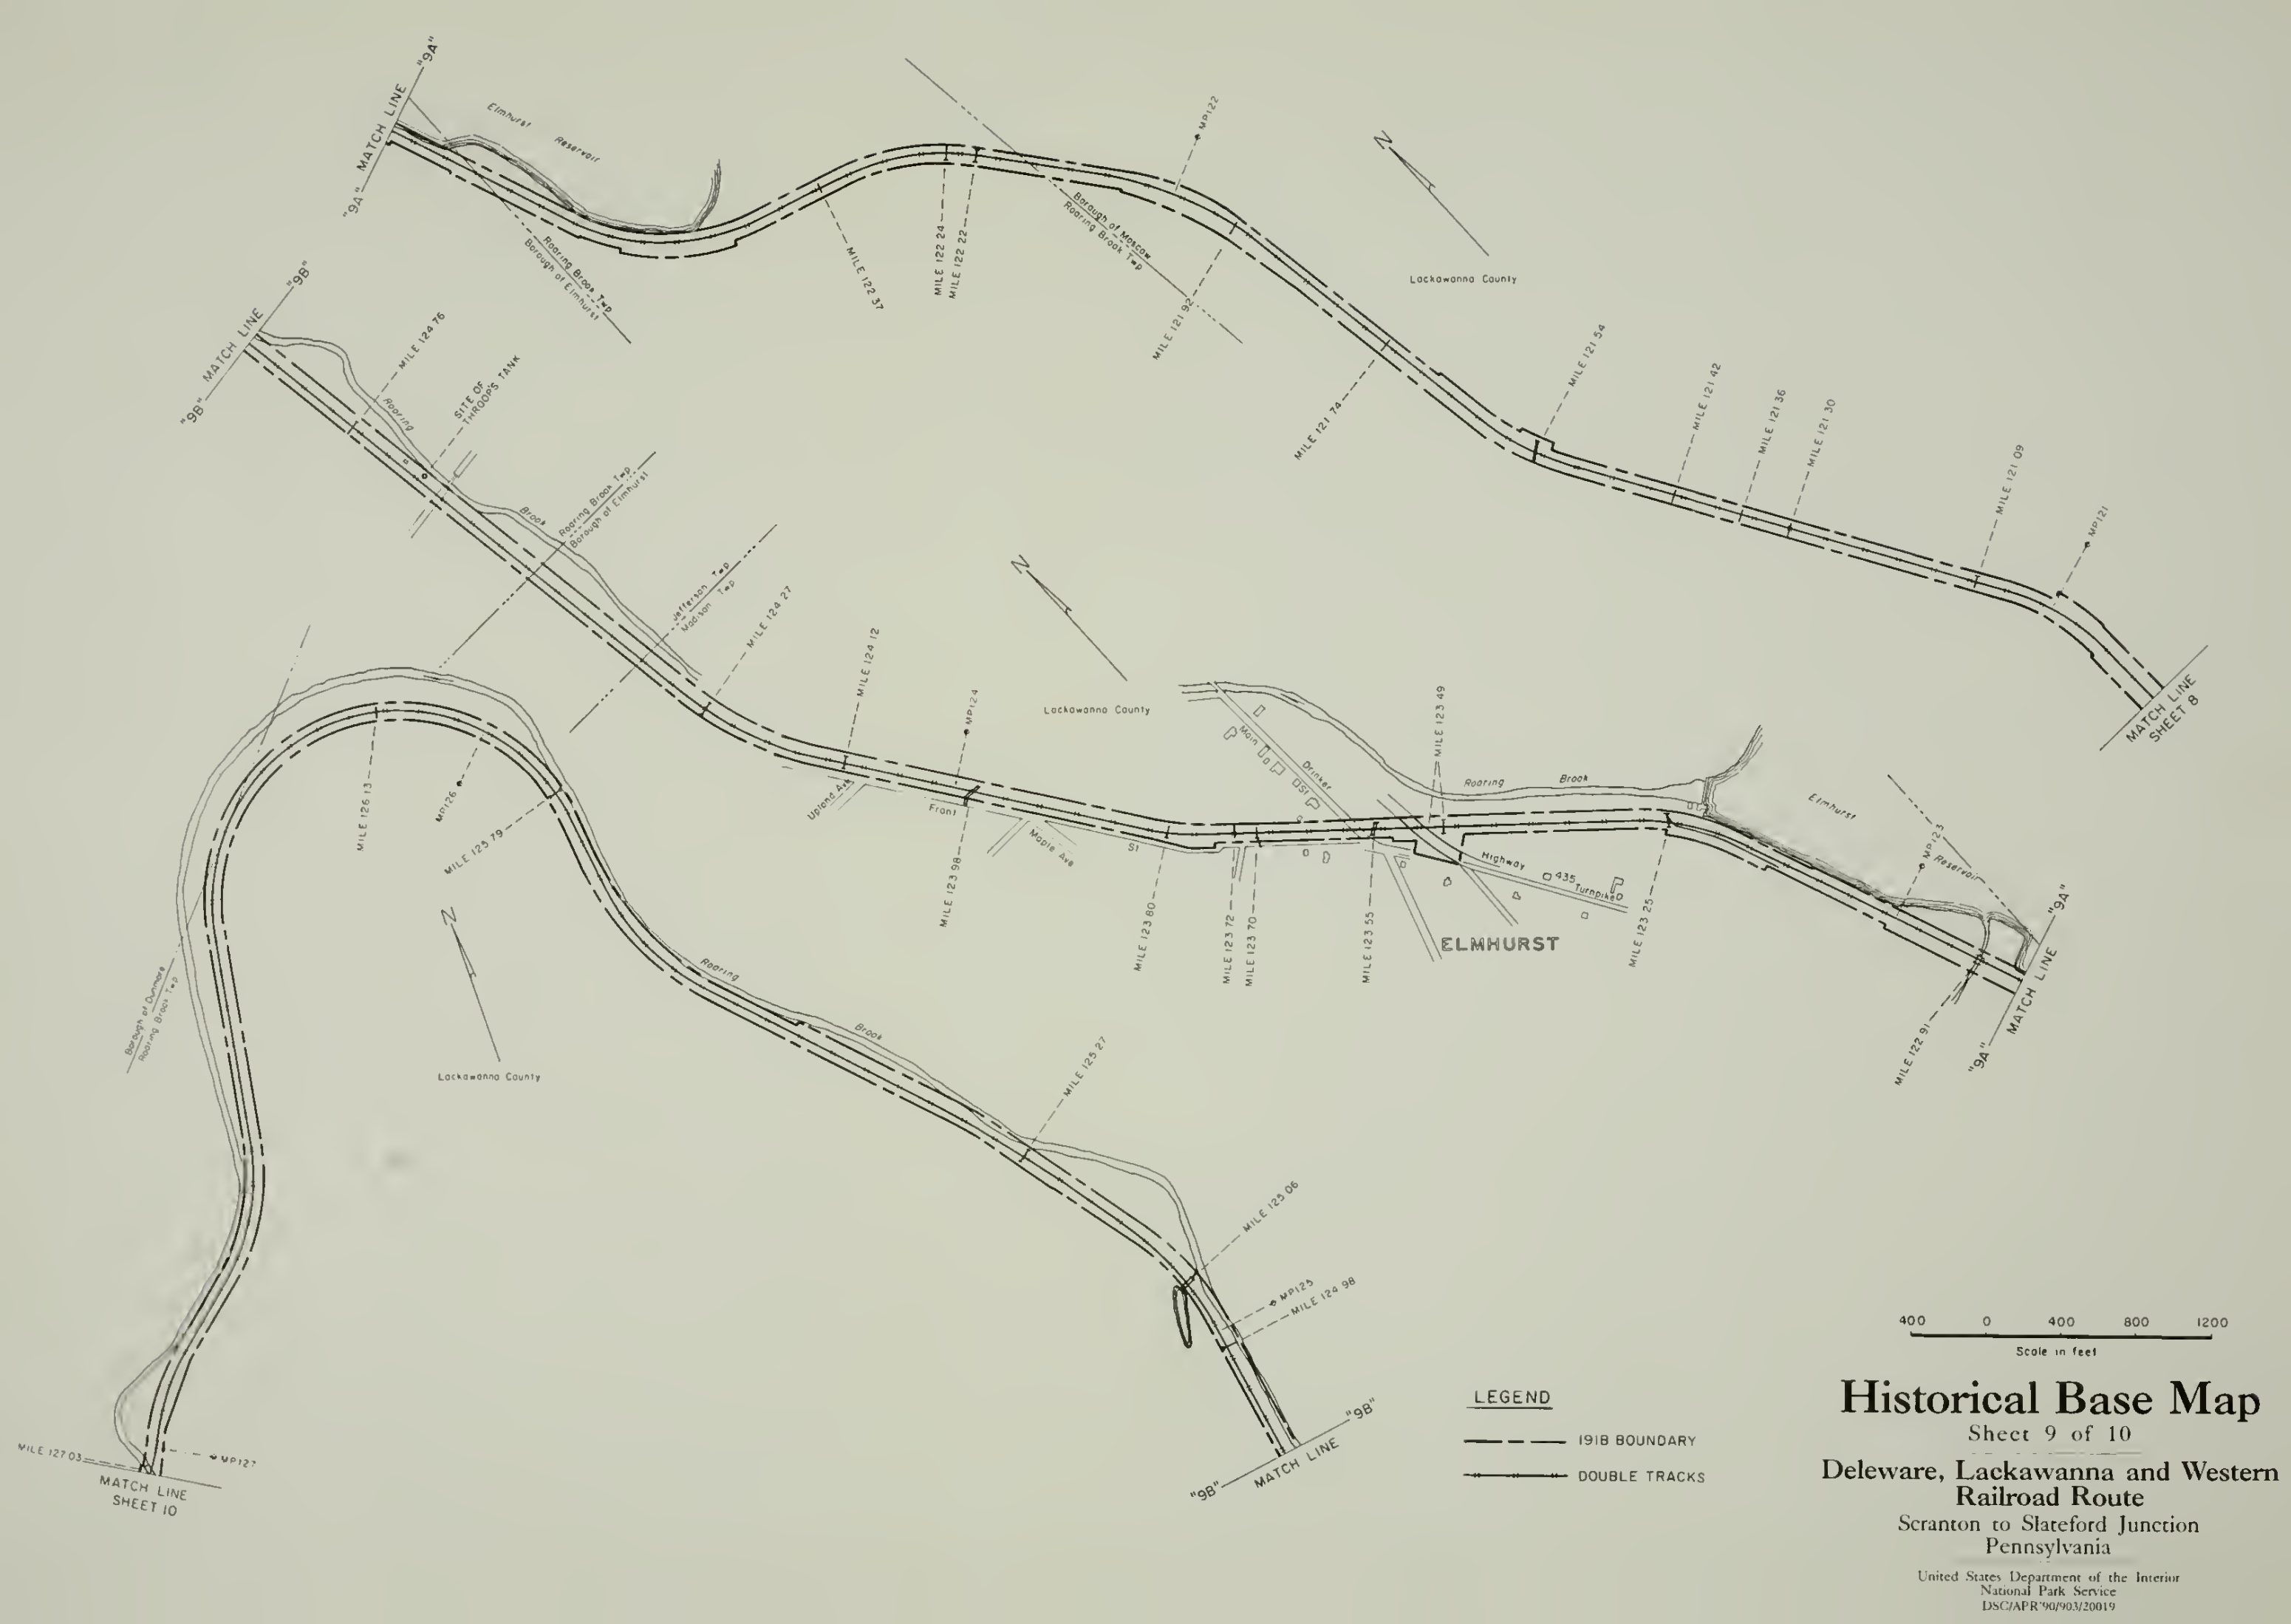 "9A"
MATCH LINE
"9A"
Elmhurst
Reservoir
Roaring Brook Twp
Borough of Elmhurst
MILE 122 37
MILE 122 24
MILE 122 22
Borough of Moscow
Roaring Brook Twp
MP122
MILE 121 92
N
Lackawanna County
MILE 121 74
MILE 121 54
MILE 121 42
MILE 121 36
MILE 121 30
MILE 121 09
MP121
MATCH LINE
SHEET 8
"9B"
MATCH LINE
"9B"
MILE 124 76
Roaring
SITE OF
THROOP'S TANK
Brook
Roaring Brook Twp
Borough of Elmhurst
Jefferson Twp
Madison Twp
MILE 124 27
MILE 124 12
Upland Ave
MP124
Front
MILE 123 98
Maple Ave
St
N
Lackawanna County
MILE 123 80
MILE 123 72
MILE 123 70
Main
St
Drinker
MILE 123 55
MILE 123 49
Roaring
Brook
Highway
435
Turnpike
ELMHURST
MILE 123 25
Elmhurst
Reservoir
MP123
MILE 122 91
"9A"
MATCH LINE
"9A"
MILE 126 13
MP126
MILE 125 79
Borough of Dunmore
Roaring Brook Twp
N
Lackawanna County
Roaring
Brook
MILE 125 27
MILE 125 06
MP125
MILE 124 98
"9B"
MATCH LINE
"9B"
MILE 127 03
MP127
MATCH LINE
SHEET 10
LEGEND
1918 BOUNDARY
DOUBLE TRACKS
400 0 400 800 1200
Scale in feet
Historical Base Map
Sheet 9 of 10
Deleware, Lackawanna and Western
Railroad Route
Scranton to Slateford Junction
Pennsylvania
United States Department of the Interior
National Park Service
DSC/APR'90/903/20019